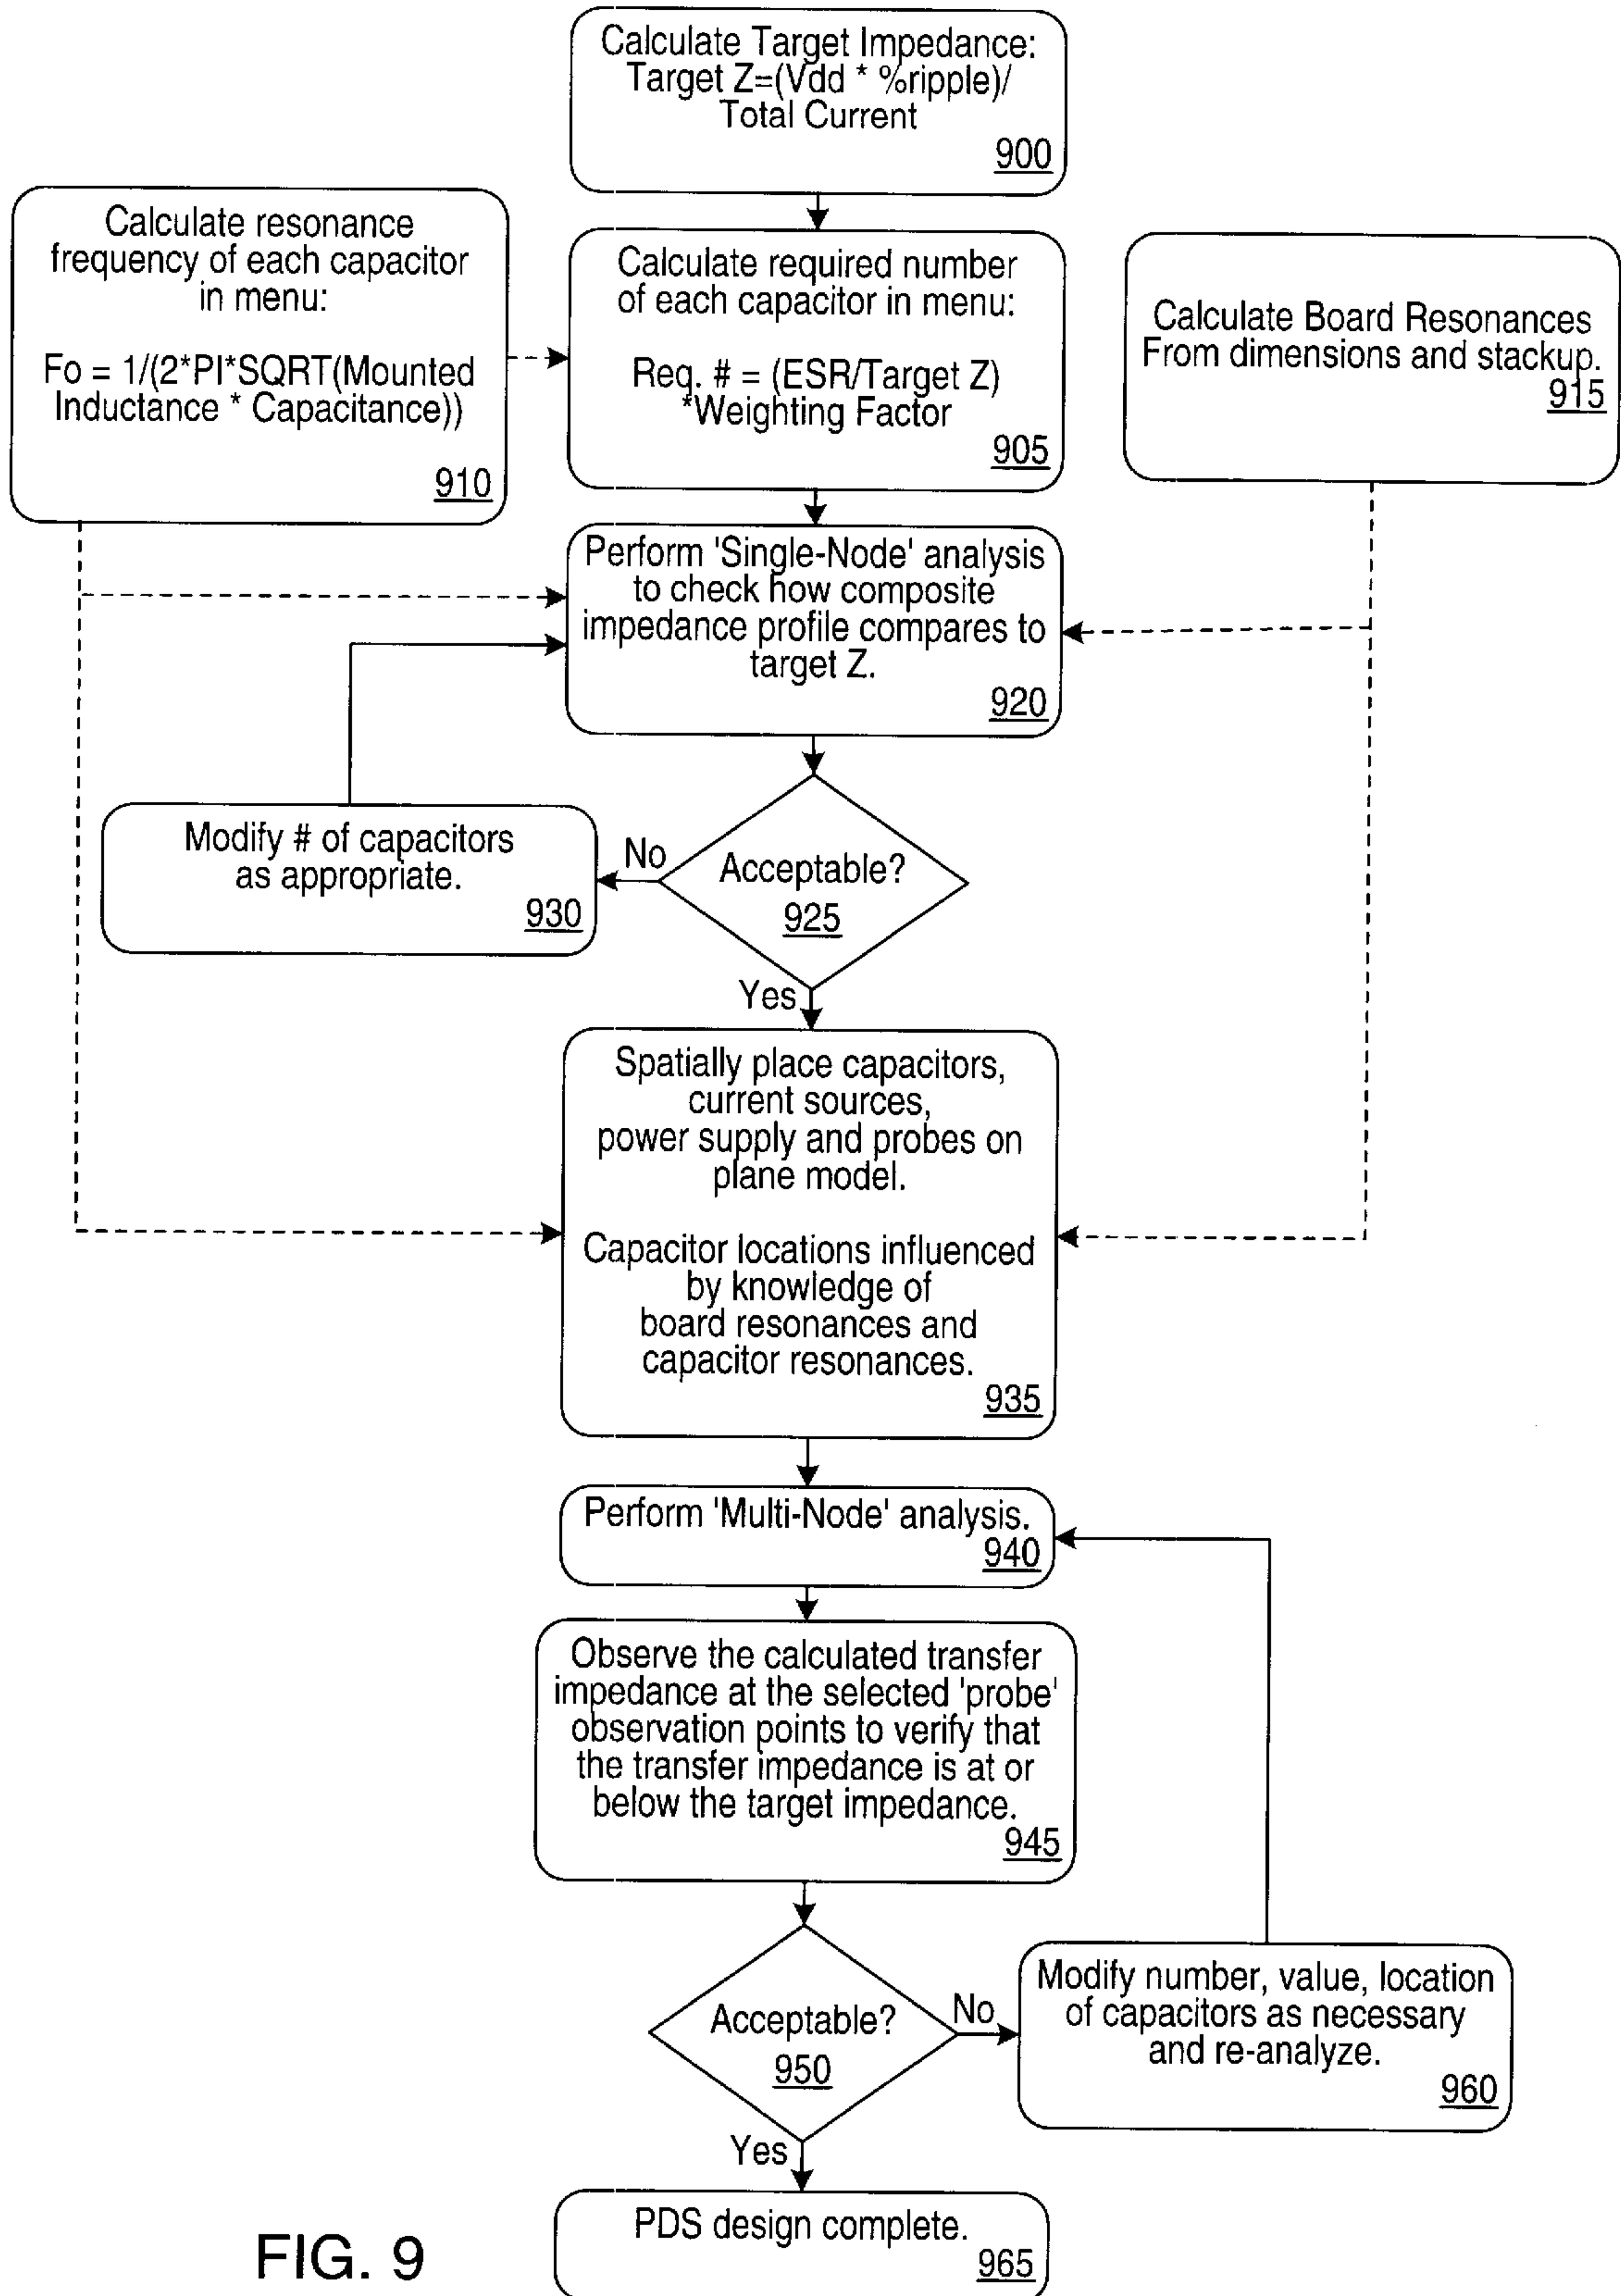 Calculate Target Impedance:
Target Z=(Vdd * %ripple)/
Total Current
900
Calculate resonance
frequency of each capacitor
in menu:
Fo = 1/(2*PI*SQRT(Mounted
Inductance * Capacitance))
910
Calculate required number
of each capacitor in menu:
Req. # = (ESR/Target Z)
*Weighting Factor
905
Calculate Board Resonances
From dimensions and stackup.
915
Perform 'Single-Node' analysis
to check how composite
impedance profile compares to
target Z.
920
Modify # of capacitors
as appropriate.
930
No
Acceptable?
925
Yes
Spatially place capacitors,
current sources,
power supply and probes on
plane model.
Capacitor locations influenced
by knowledge of
board resonances and
capacitor resonances.
935
Perform 'Multi-Node' analysis.
940
Observe the calculated transfer
impedance at the selected 'probe'
observation points to verify that
the transfer impedance is at or
below the target impedance.
945
Acceptable?
950
No
Modify number, value, location
of capacitors as necessary
and re-analyze.
960
Yes
PDS design complete.
965
FIG. 9